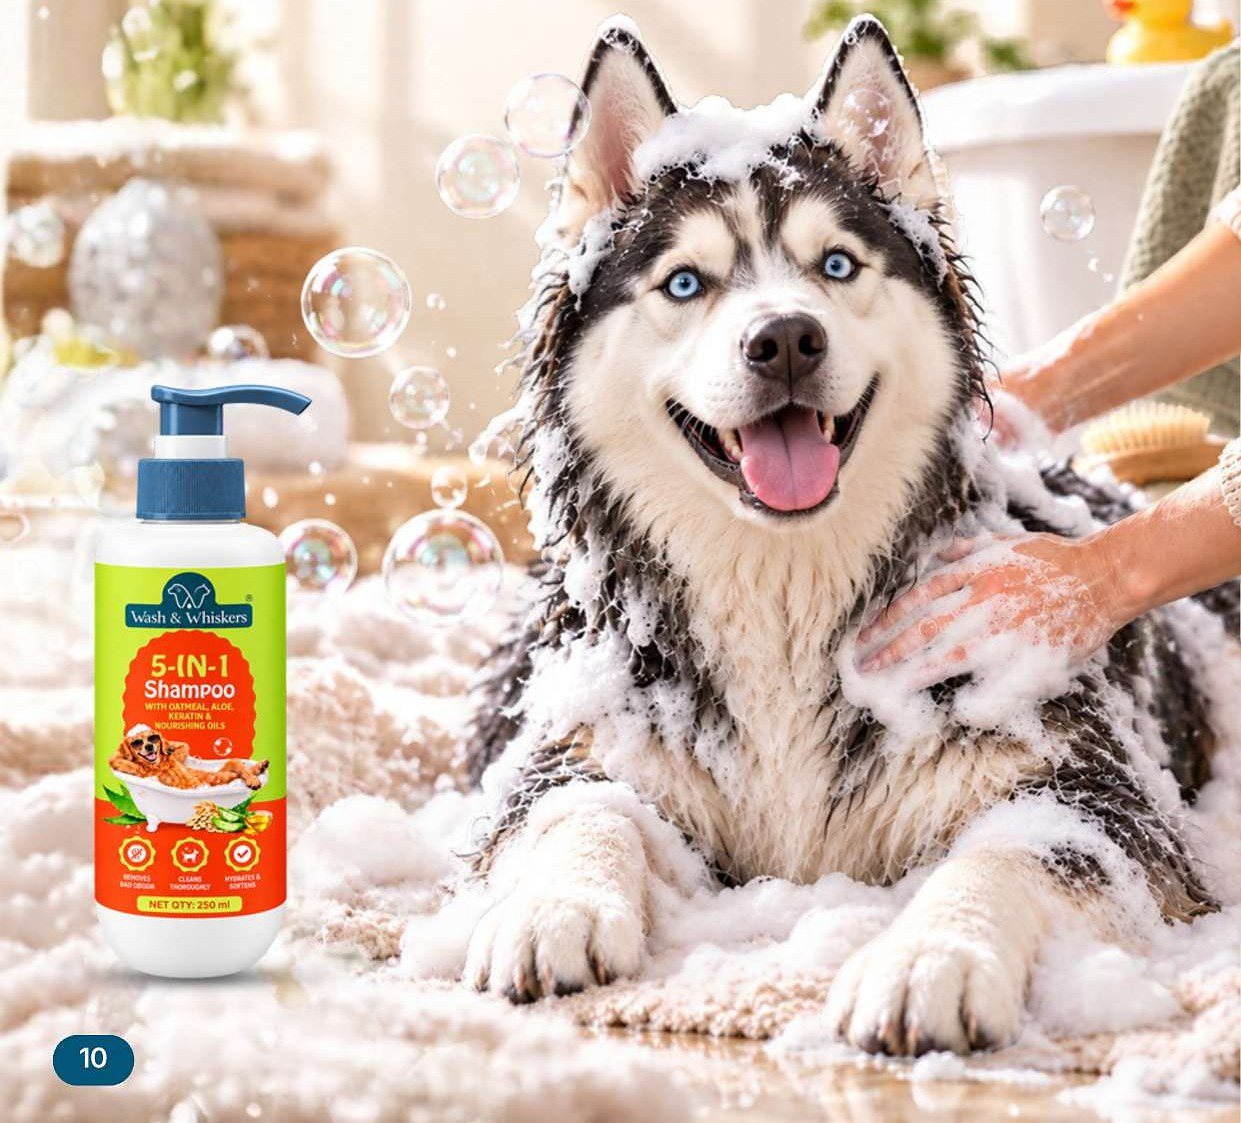 Wash & Whiskers®
5-IN-1
Shampoo
WITH OATMEAL, ALOE,
KERATIN &
NOURISHING OILS
REMOVES
BAD ODOUR
CLEANS
THOROUGHLY
HYDRATES &
SOFTENS
NET QTY: 250 ml
10